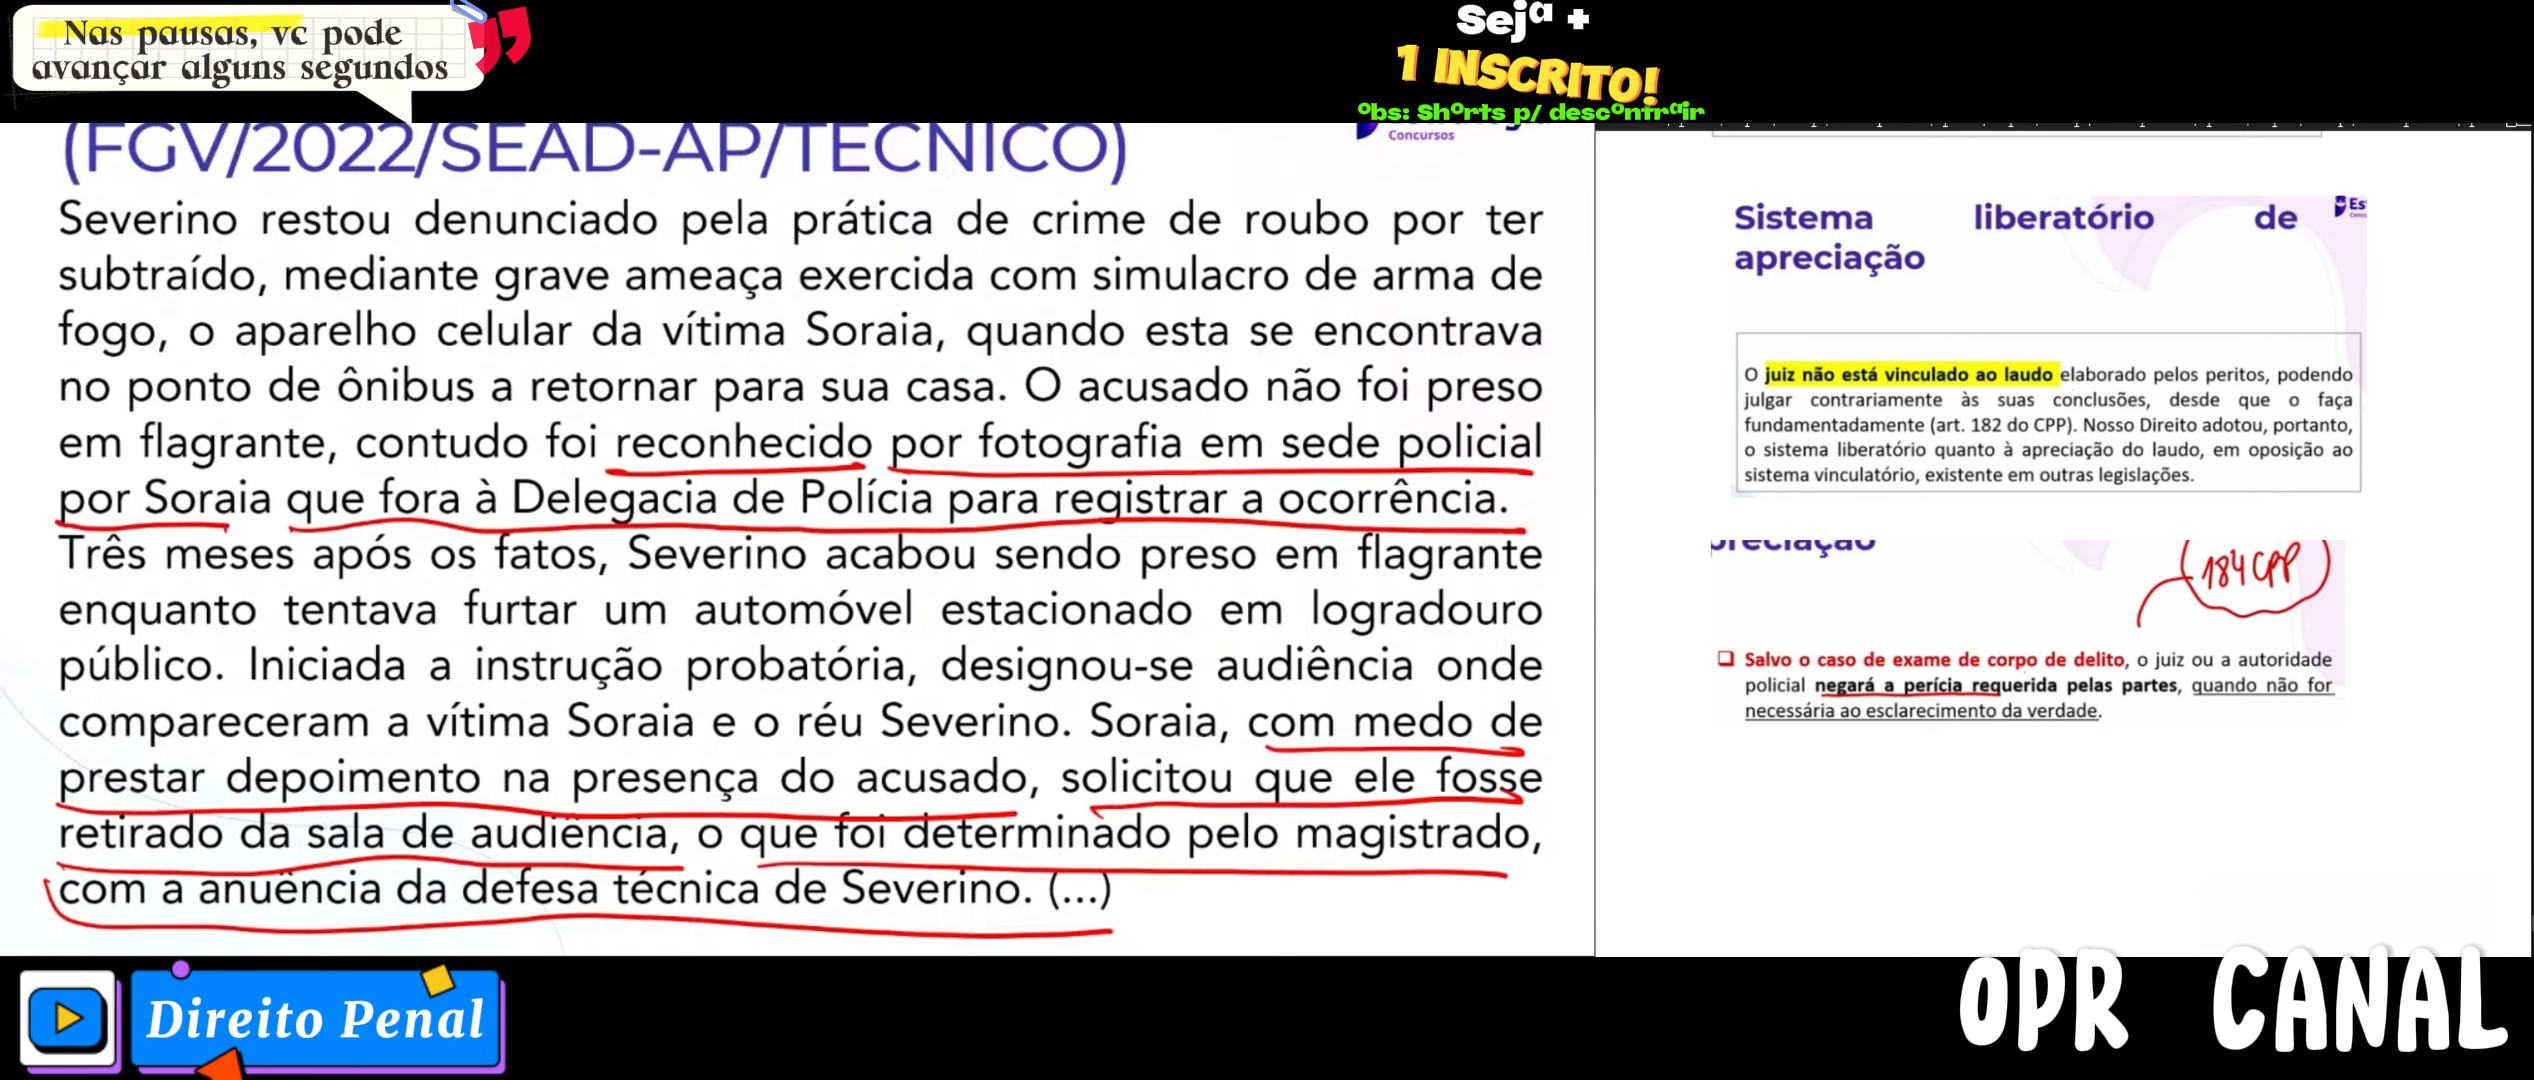 Nas pausas, vc pode
avançar alguns segundos
Seja +
1 INSCRITO!
Obs: Shorts p/ descontrair
(FGV/2022/SEAD-AP/TÉCNICO)
Concursos
Severino restou denunciado pela prática de crime de roubo por ter
subtraído, mediante grave ameaça exercida com simulacro de arma de
fogo, o aparelho celular da vítima Soraia, quando esta se encontrava
no ponto de ônibus a retornar para sua casa. O acusado não foi preso
em flagrante, contudo foi reconhecido por fotografia em sede policial
por Soraia que fora à Delegacia de Polícia para registrar a ocorrência.
Três meses após os fatos, Severino acabou sendo preso em flagrante
enquanto tentava furtar um automóvel estacionado em logradouro
público. Iniciada a instrução probatória, designou-se audiência onde
compareceram a vítima Soraia e o réu Severino. Soraia, com medo de
prestar depoimento na presença do acusado, solicitou que ele fosse
retirado da sala de audiência, o que foi determinado pelo magistrado,
com a anuência da defesa técnica de Severino. (...)
Sistema liberatório de
apreciação
Es
O juiz não está vinculado ao laudo elaborado pelos peritos, podendo
julgar contrariamente às suas conclusões, desde que o faça
fundamentadamente (art. 182 do CPP). Nosso Direito adotou, portanto,
o sistema liberatório quanto à apreciação do laudo, em oposição ao
sistema vinculatório, existente em outras legislações.
preciação
184 CPP
Salvo o caso de exame de corpo de delito, o juiz ou a autoridade
policial negará a perícia requerida pelas partes, quando não for
necessária ao esclarecimento da verdade.
Direito Penal
OPR CANAL